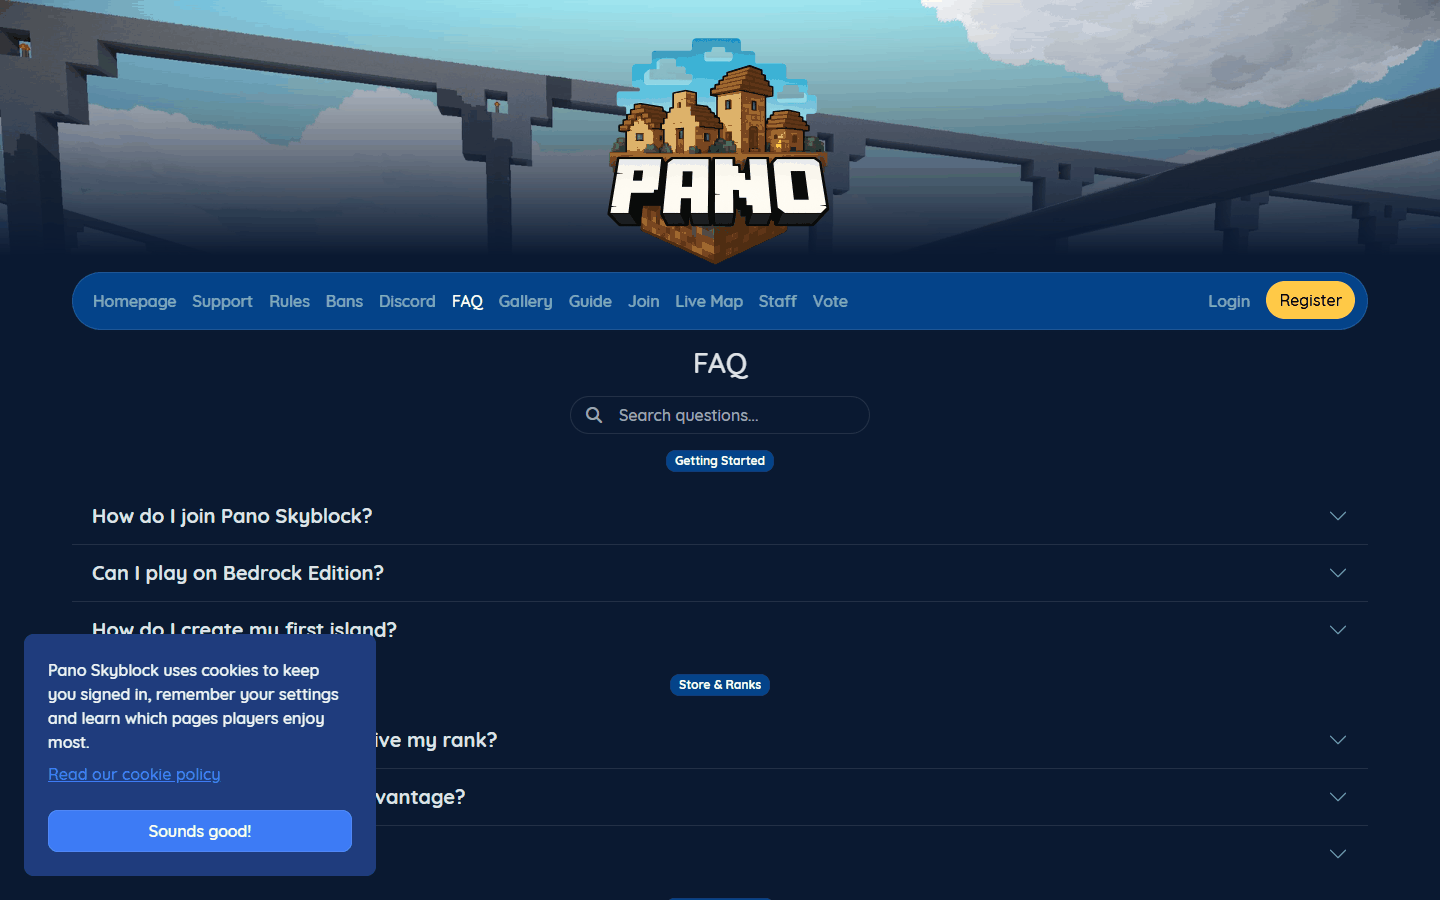 PANO
Homepage Support Rules Bans Discord FAQ Gallery Guide Join Live Map Staff Vote Login Register
FAQ
Search questions...
Getting Started
How do I join Pano Skyblock?
Can I play on Bedrock Edition?
How do I create my first island?
Store & Ranks
ive my rank?
vantage?
Pano Skyblock uses cookies to keep
you signed in, remember your settings
and learn which pages players enjoy
most.
Read our cookie policy
Sounds good!